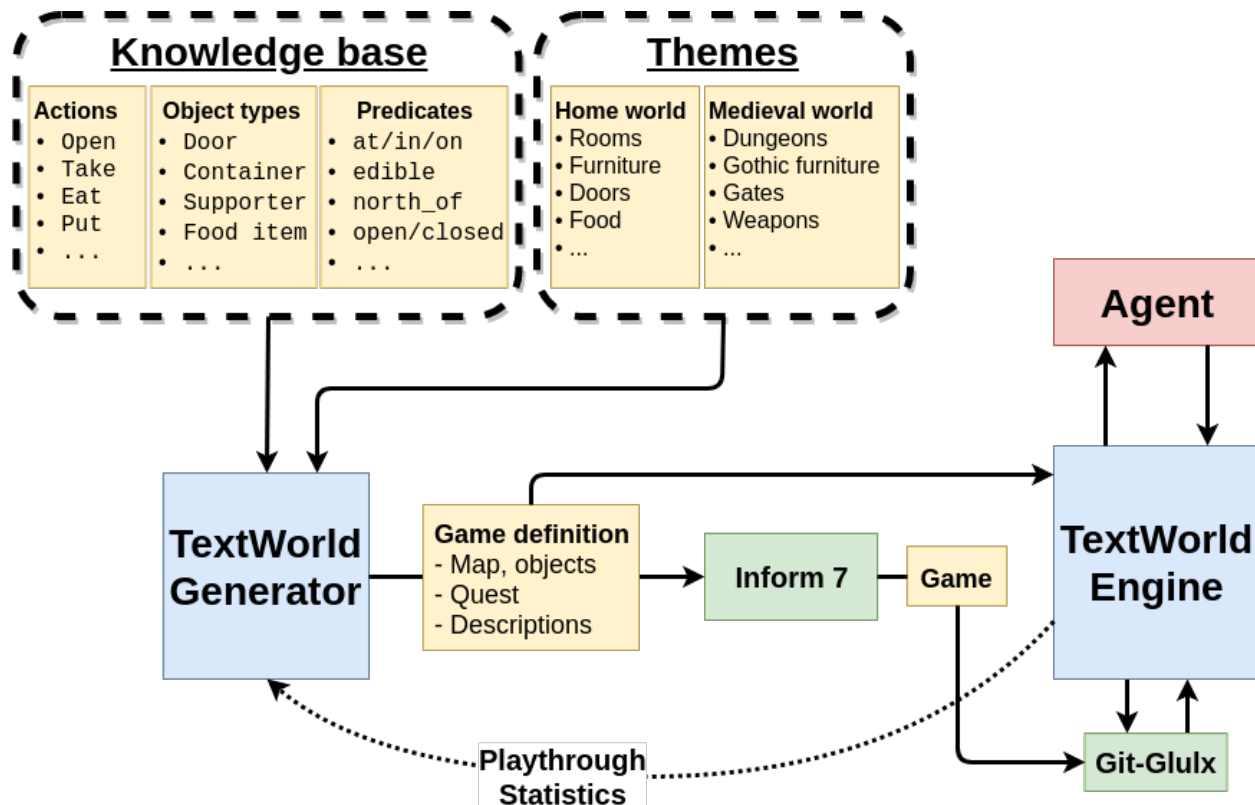 Knowledge base
Actions
• Open
• Take
• Eat
• Put
• ...
Object types
• Door
• Container
• Supporter
• Food item
• ...
Predicates
• at/in/on
• edible
• north_of
• open/closed
• ...
Themes
Home world
• Rooms
• Furniture
• Doors
• Food
• ...
Medieval world
• Dungeons
• Gothic furniture
• Gates
• Weapons
• ...
Agent
TextWorld
Generator
Game definition
- Map, objects
- Quest
- Descriptions
Inform 7
Game
TextWorld
Engine
Git-Glulx
Playthrough
Statistics